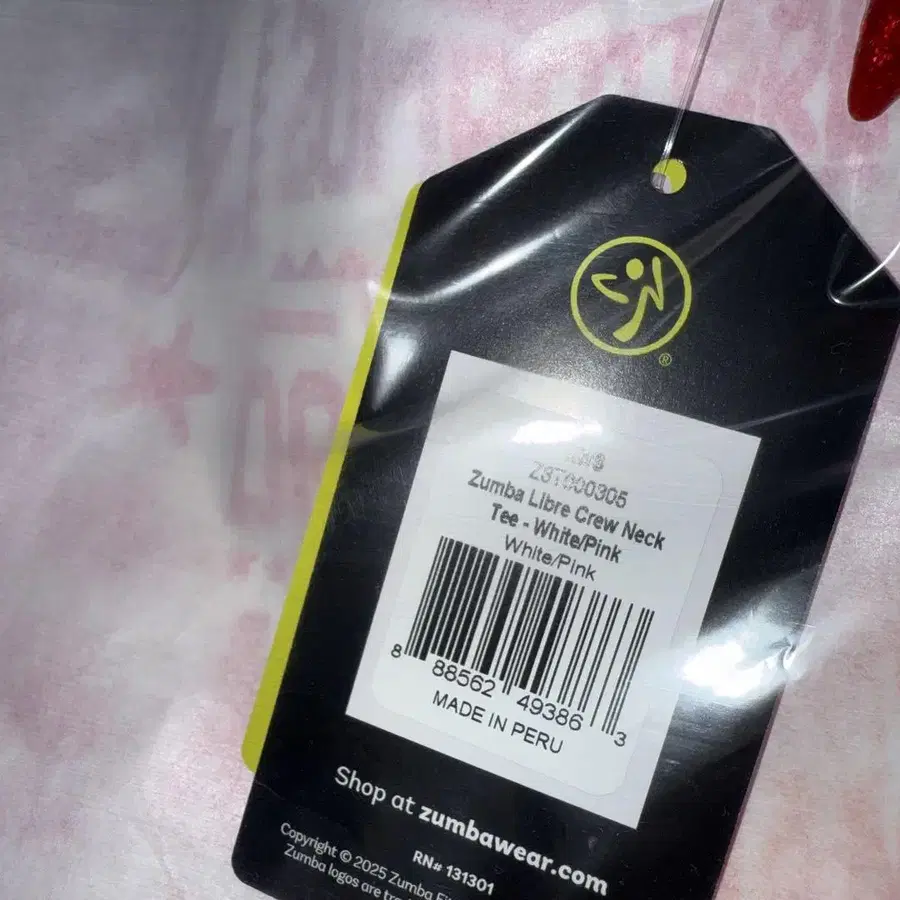 ®
Z3T000305
Zumba Libre Crew Neck
Tee - White/Pink
White/Pink
8 88562 49386 3
MADE IN PERU
Shop at zumbawear.com
RN# 131301
Copyright © 2025 Zumba
Zumba logos are